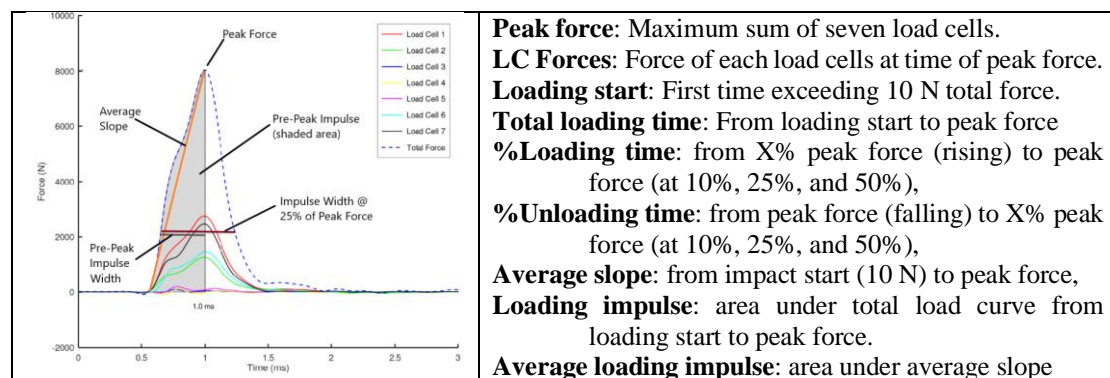 Peak Force
Load Cell 1
Load Cell 2
Load Cell 3
Load Cell 4
Load Cell 5
Load Cell 6
Load Cell 7
Total Force
10000
8000
6000
4000
2000
0
-2000
Force (N)
Average
Slope
Pre-Peak Impulse
(shaded area)
Impulse Width @
25% of Peak Force
Pre-Peak
Impulse
Width
1.0 ms
0
0.5
1
1.5
2
2.5
3
Time (ms)
Peak force: Maximum sum of seven load cells.
LC Forces: Force of each load cells at time of peak force.
Loading start: First time exceeding 10 N total force.
Total loading time: From loading start to peak force
%Loading time: from X% peak force (rising) to peak
force (at 10%, 25%, and 50%),
%Unloading time: from peak force (falling) to X% peak
force (at 10%, 25%, and 50%),
Average slope: from impact start (10 N) to peak force,
Loading impulse: area under total load curve from
loading start to peak force.
Average loading impulse: area under average slope